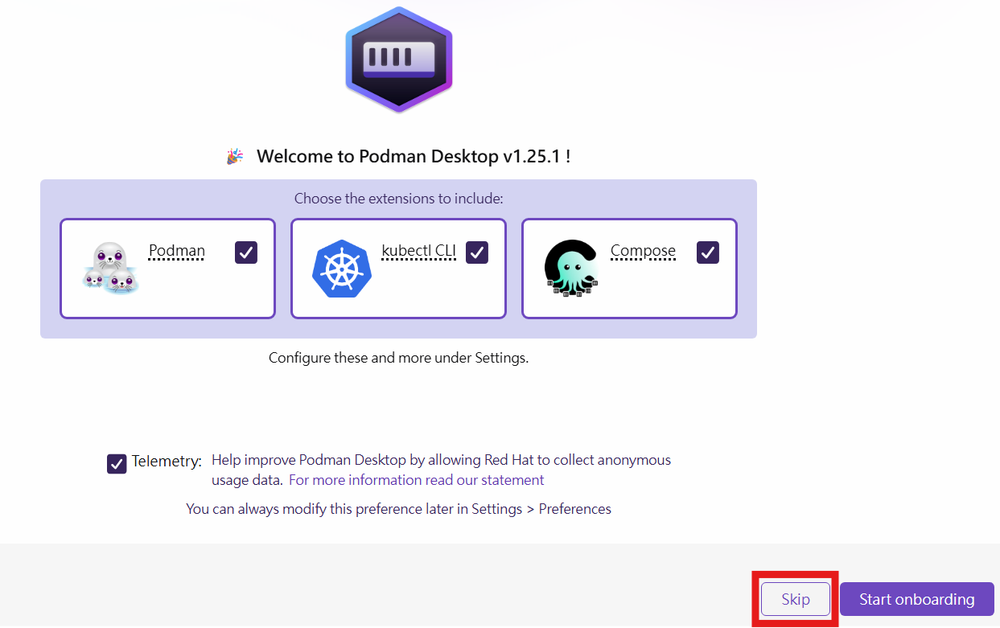 🎉 Welcome to Podman Desktop v1.25.1 !
Choose the extensions to include:
Podman
kubectl CLI
Compose
Configure these and more under Settings.
Telemetry: Help improve Podman Desktop by allowing Red Hat to collect anonymous
usage data. For more information read our statement
You can always modify this preference later in Settings > Preferences
Skip
Start onboarding